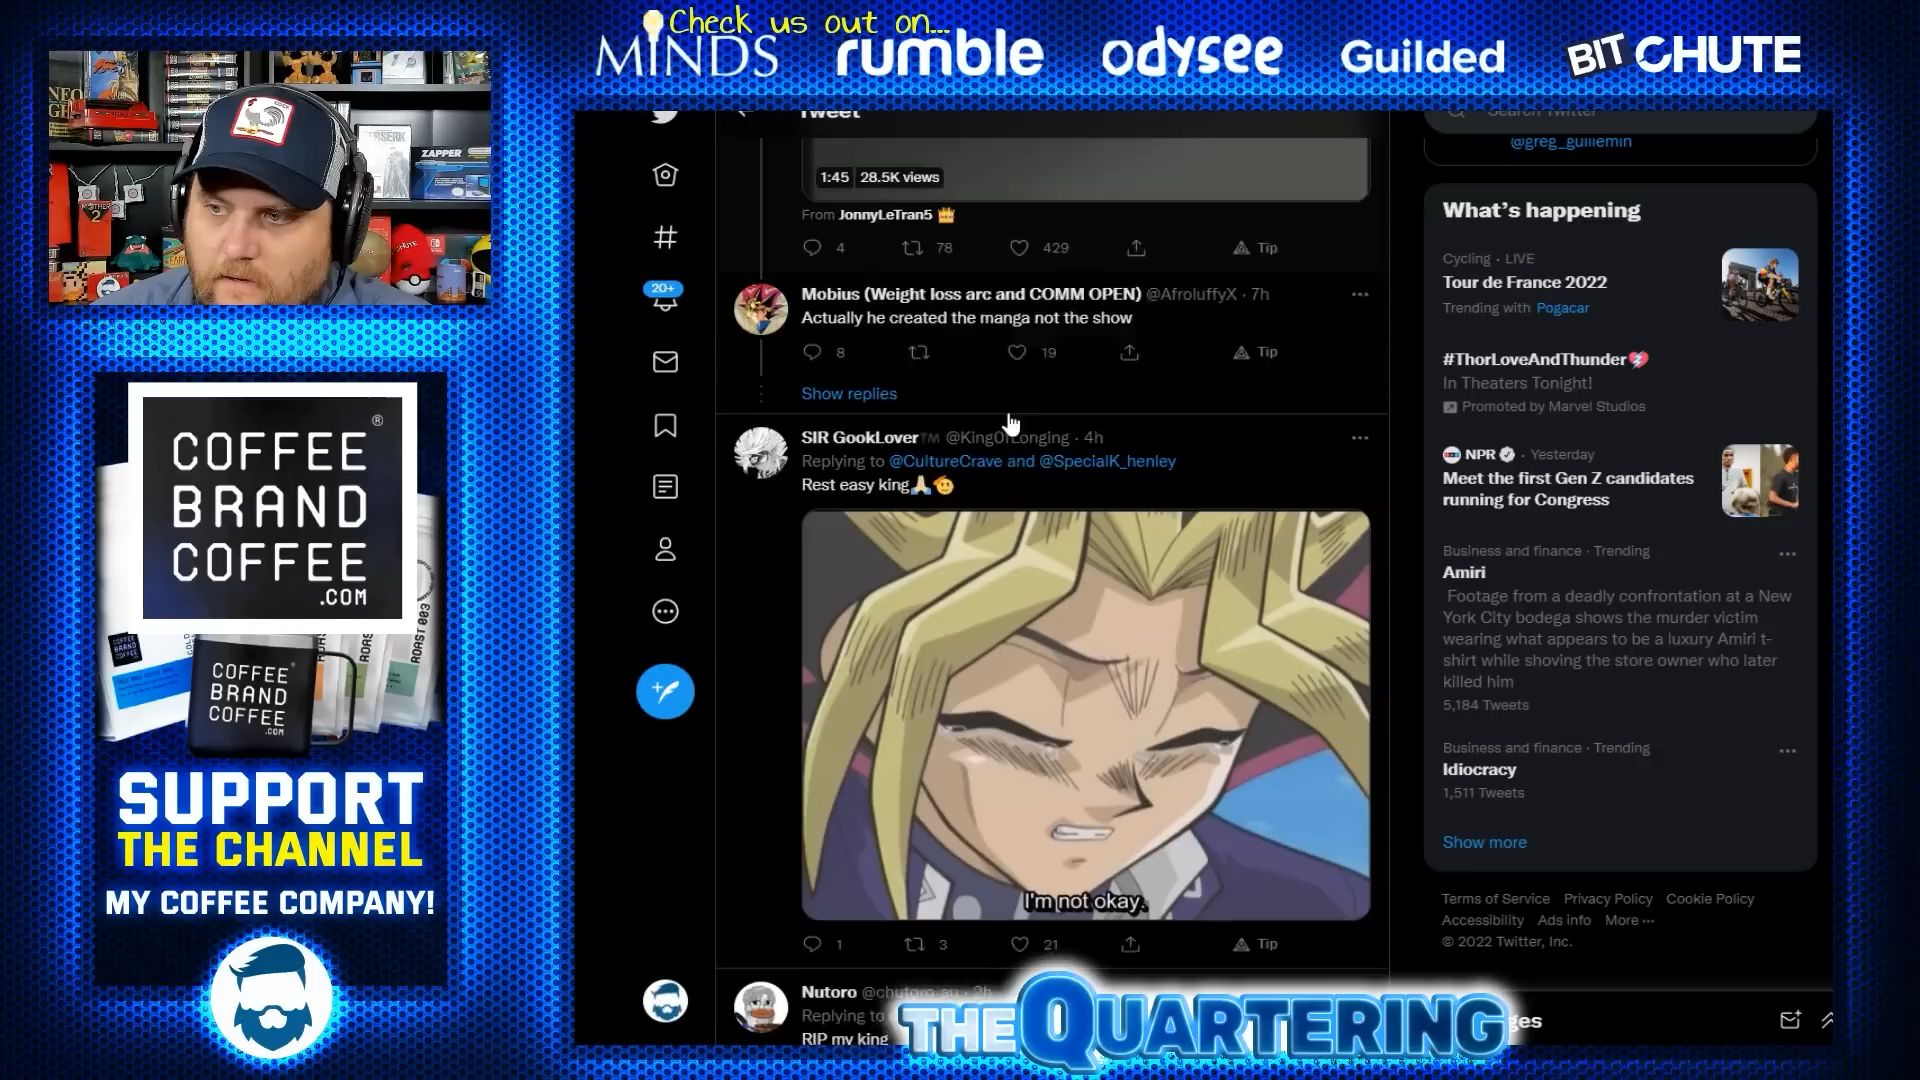 Check us out on...
MINDS
rumble
odysee
Guilded
BITCHUTE
ZAPPER
MOTHER
2
COFFEE
BRAND
COFFEE
.COM
®
ROAST 003
COFFEE
BRAND
COFFEE
.COM
SUPPORT
THE CHANNEL
MY COFFEE COMPANY!
Tweet
1:45 28.5K views
From JonnyLeTran5
4 78 429 Tip
20+
Mobius (Weight loss arc and COMM OPEN) @AfroluffyX · 7h
Actually he created the manga not the show
8 19 Tip
Show replies
SIR GookLover™ @KingOfLonging · 4h
Replying to @CultureCrave and @SpecialK_henley
Rest easy king🙏🏻🫡
I'm not okay.
1 3 21 Tip
Nutoro
Replying to
RIP my king
THE QUARTERING
Search Twitter
@greg_guillemin
What's happening
Cycling · LIVE
Tour de France 2022
Trending with Pogacar
#ThorLoveAndThunder
In Theaters Tonight!
Promoted by Marvel Studios
NPR · Yesterday
Meet the first Gen Z candidates
running for Congress
Business and finance · Trending
Amiri
Footage from a deadly confrontation at a New
York City bodega shows the murder victim
wearing what appears to be a luxury Amiri t-
shirt while shoving the store owner who later
killed him
5,184 Tweets
Business and finance · Trending
Idiocracy
1,511 Tweets
Show more
Terms of Service Privacy Policy Cookie Policy
Accessibility Ads info More ···
© 2022 Twitter, Inc.